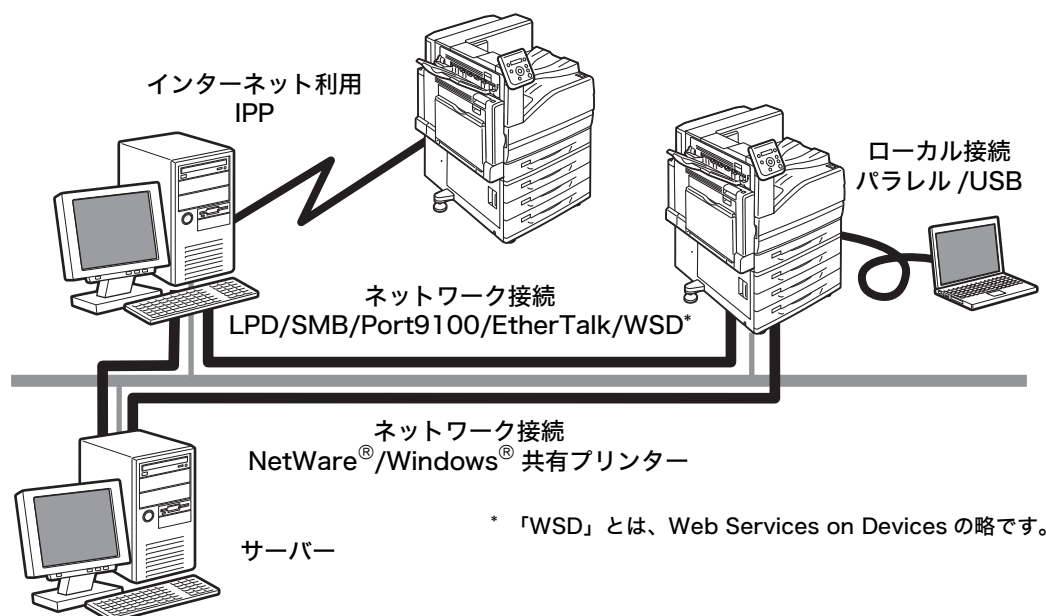 インターネット利用
IPP
ローカル接続
パラレル /USB
ネットワーク接続
LPD/SMB/Port9100/EtherTalk/WSD*
ネットワーク接続
NetWare®/Windows® 共有プリンター
* 「WSD」とは、Web Services on Devices の略です。
サーバー